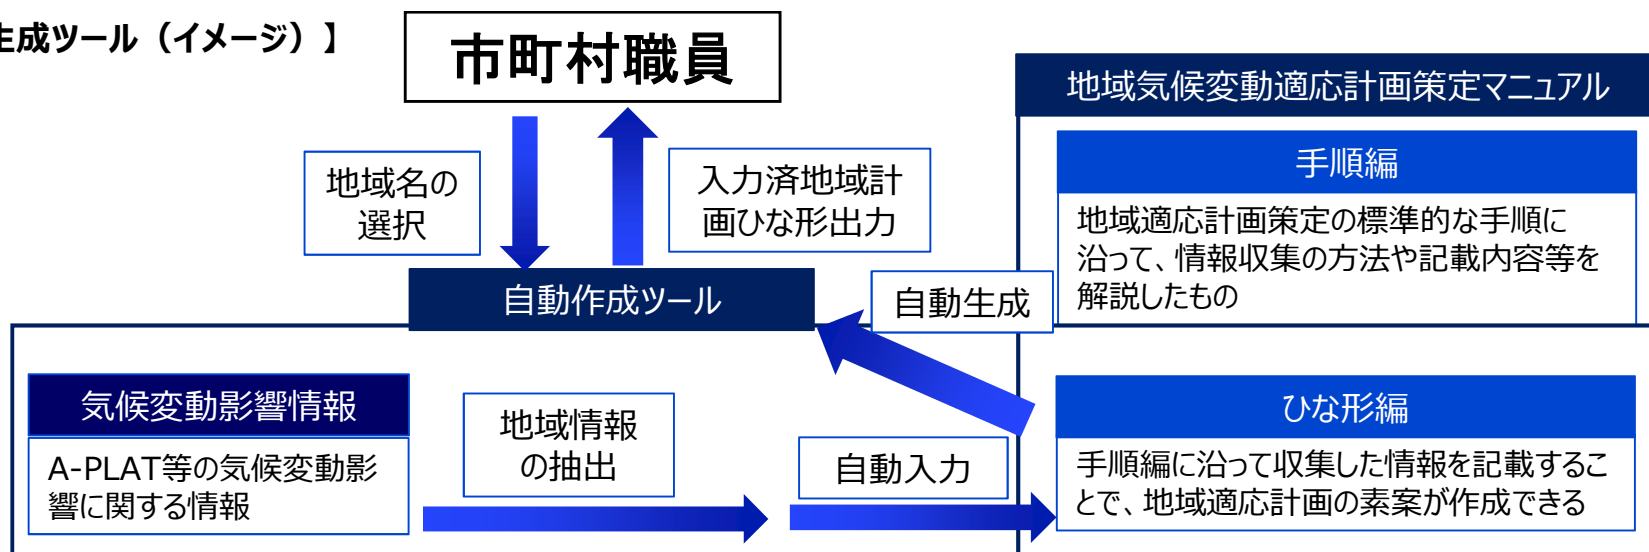 生成ツール（イメージ）】
市町村職員
地域気候変動適応計画策定マニュアル
手順編
地域適応計画策定の標準的な手順に
沿って、情報収集の方法や記載内容等を
解説したもの
地域名の
選択
入力済地域計
画ひな形出力
自動作成ツール
自動生成
気候変動影響情報
A-PLAT等の気候変動影
響に関する情報
地域情報
の抽出
自動入力
ひな形編
手順編に沿って収集した情報を記載するこ
とで、地域適応計画の素案が作成できる